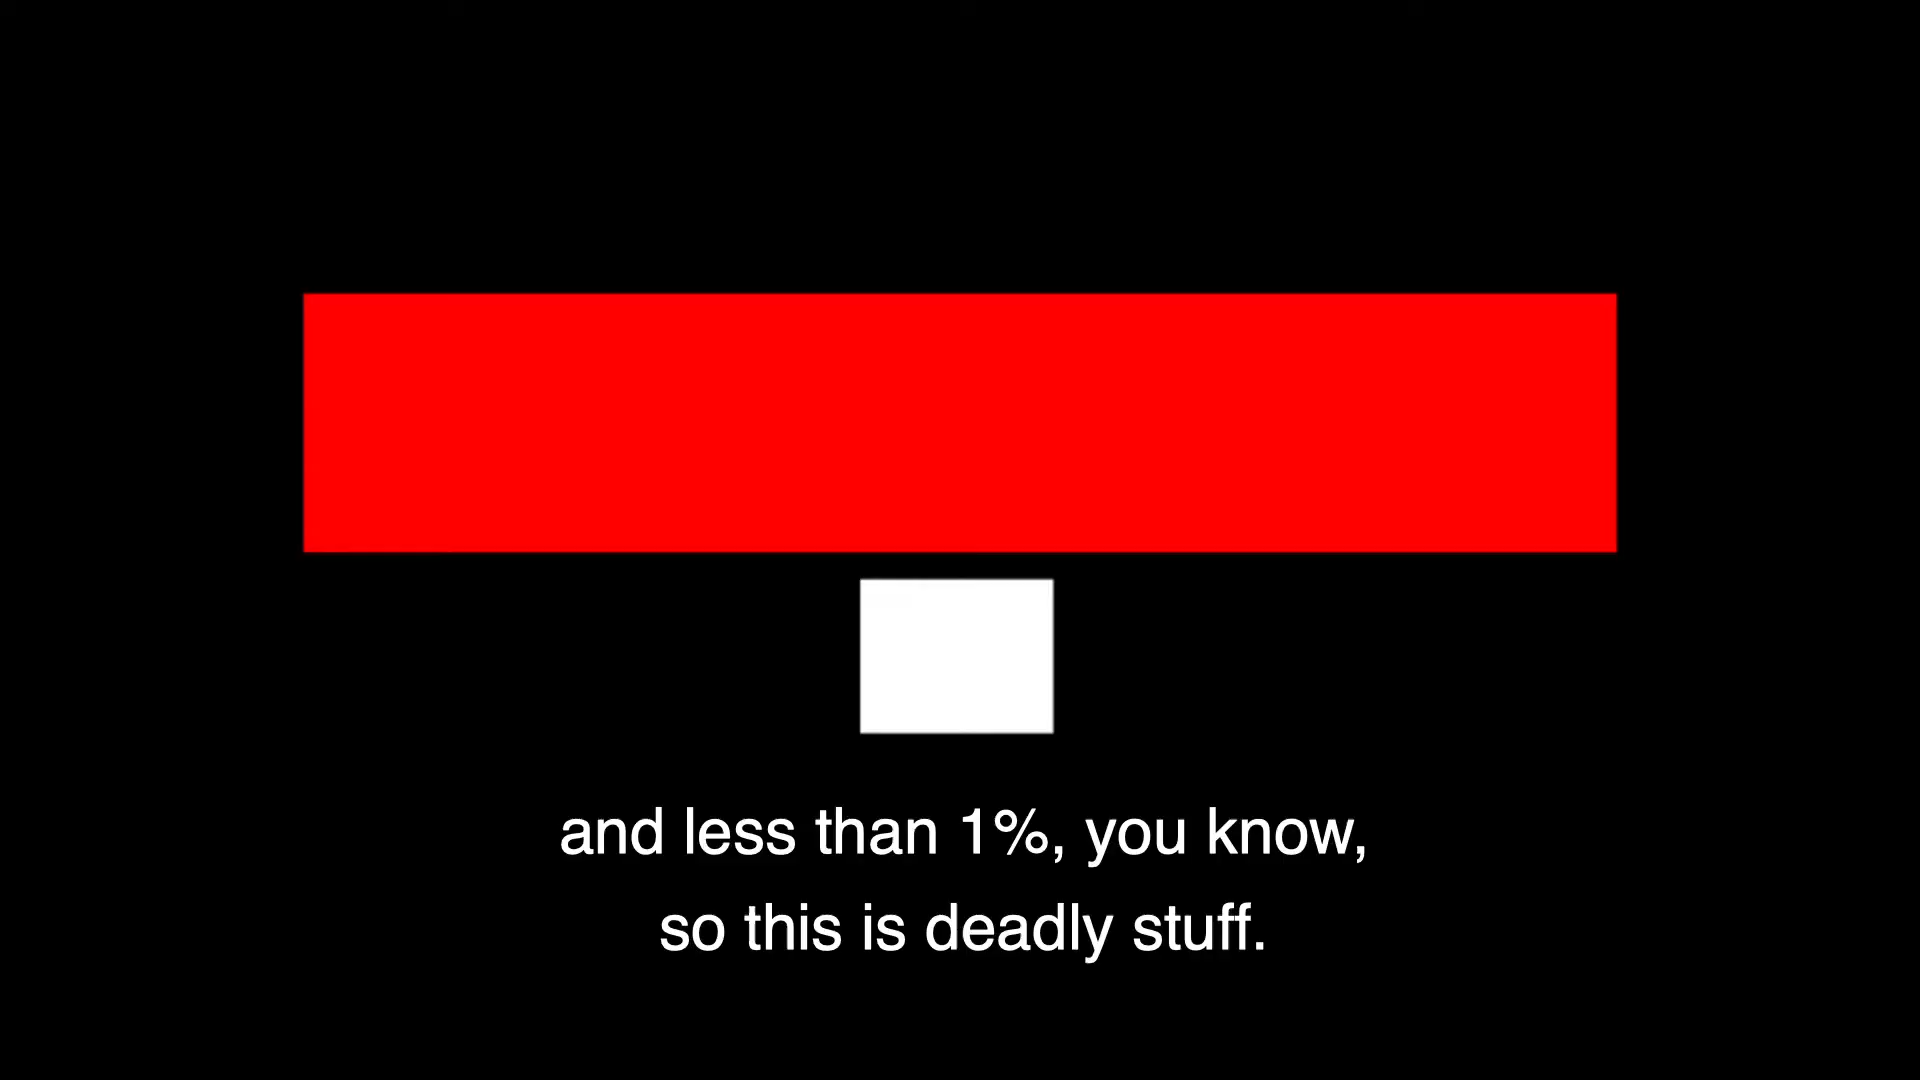 and less than 1%, you know,
so this is deadly stuff.